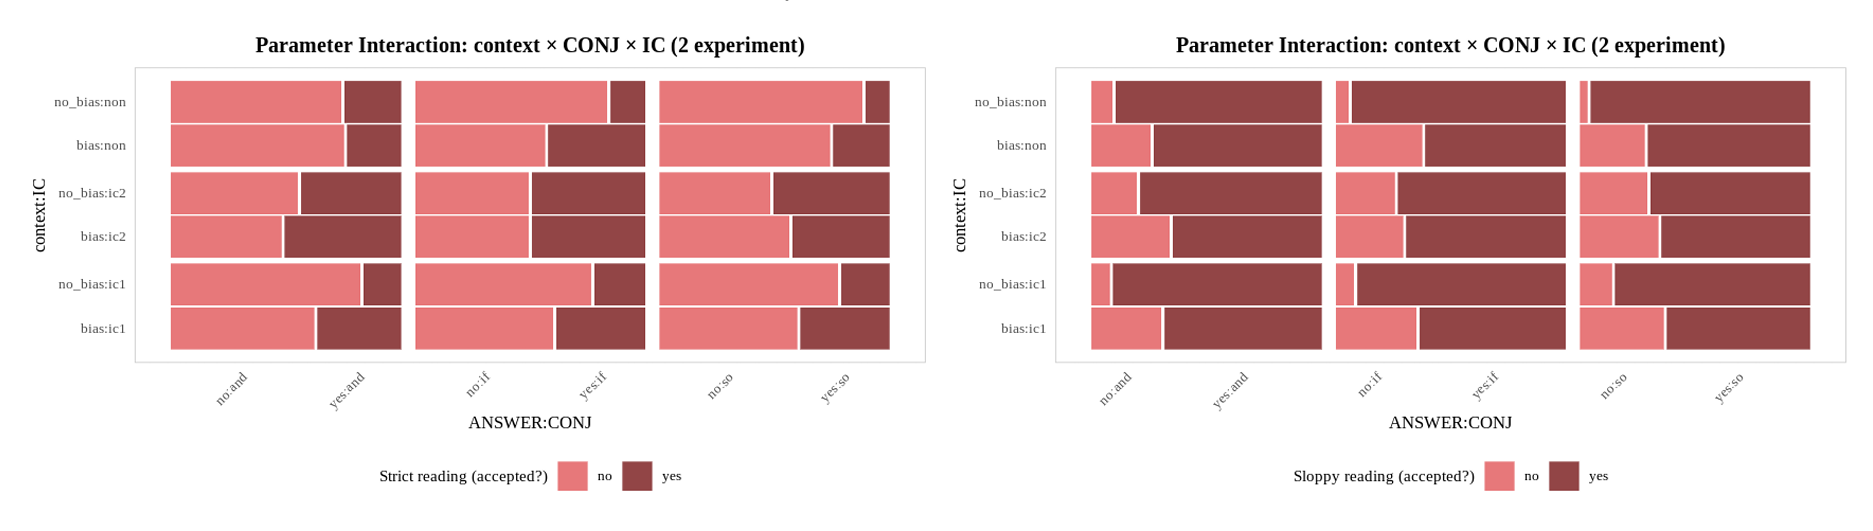 Parameter Interaction: context × CONJ × IC (2 experiment)
no_bias:non
bias:non
no_bias:ic2
bias:ic2
no_bias:ic1
bias:ic1
context:IC
no:and
yes:and
no:if
yes:if
no:so
yes:so
ANSWER:CONJ
Strict reading (accepted?) no yes
Parameter Interaction: context × CONJ × IC (2 experiment)
no_bias:non
bias:non
no_bias:ic2
bias:ic2
no_bias:ic1
bias:ic1
context:IC
no:and
yes:and
no:if
yes:if
no:so
yes:so
ANSWER:CONJ
Sloppy reading (accepted?) no yes